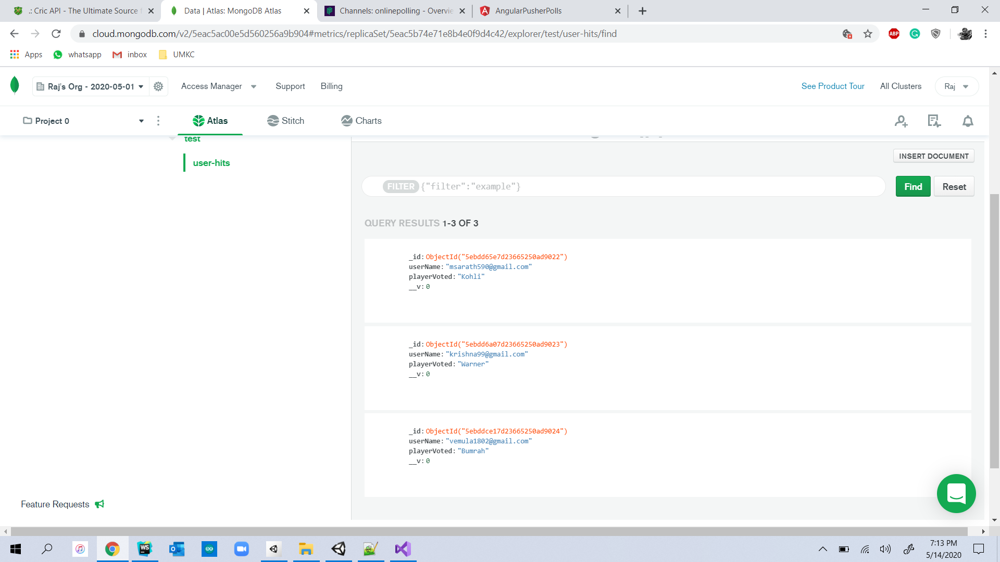 .: Cric API - The Ultimate Source f
Data | Atlas: MongoDB Atlas
Channels: onlinepolling - Overvie
AngularPusherPolls
cloud.mongodb.com/v2/5eac5ac00e5d560256a9b904#metrics/replicaSet/5eac5b74e71e8b4e0f9d4c42/explorer/test/user-hits/find
ABP
Apps
whatsapp
inbox
UMKC
Raj's Org - 2020-05-01
Access Manager
Support
Billing
See Product Tour
All Clusters
Raj
Project 0
Atlas
Stitch
Charts
test
user-hits
INSERT DOCUMENT
FILTER {"filter":"example"}
Find
Reset
QUERY RESULTS 1-3 OF 3
_id: ObjectId("5ebdd65e7d23665250ad9022")
userName: "msarath590@gmail.com"
playerVoted: "Kohli"
__v: 0
_id: ObjectId("5ebdd6a07d23665250ad9023")
userName: "krishna99@gmail.com"
playerVoted: "Warner"
__v: 0
_id: ObjectId("5ebddce17d23665250ad9024")
userName: "vemula1802@gmail.com"
playerVoted: "Bumrah"
__v: 0
Feature Requests
WS
7:13 PM
5/14/2020